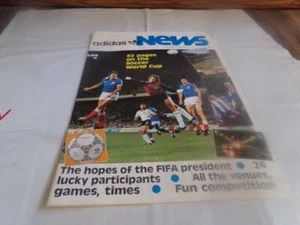 adidas NEWS
32 pages
on the
Soccer
World Cup
The hopes of the FIFA president • 24
lucky participants • All the venues,
games, times • Fun competition